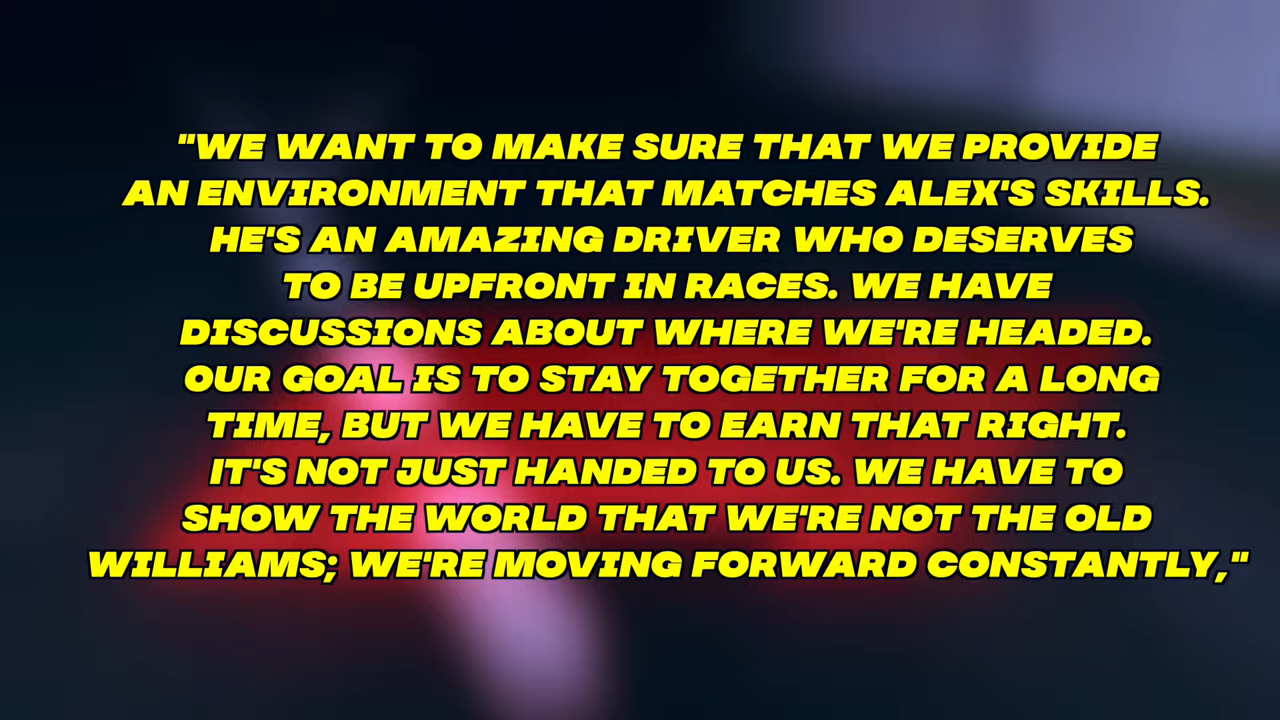 "WE WANT TO MAKE SURE THAT WE PROVIDE
AN ENVIRONMENT THAT MATCHES ALEX'S SKILLS.
HE'S AN AMAZING DRIVER WHO DESERVES
TO BE UPFRONT IN RACES. WE HAVE
DISCUSSIONS ABOUT WHERE WE'RE HEADED.
OUR GOAL IS TO STAY TOGETHER FOR A LONG
TIME, BUT WE HAVE TO EARN THAT RIGHT.
IT'S NOT JUST HANDED TO US. WE HAVE TO
SHOW THE WORLD THAT WE'RE NOT THE OLD
WILLIAMS; WE'RE MOVING FORWARD CONSTANTLY,"